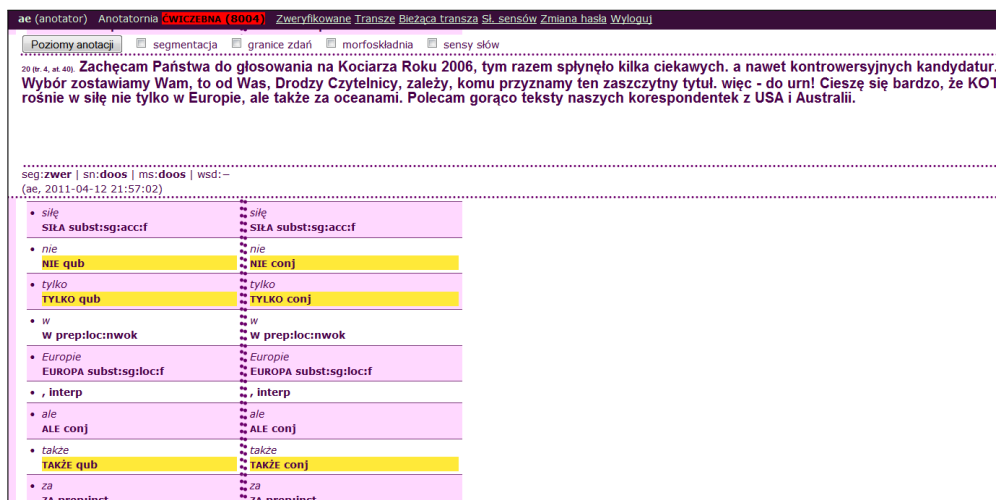 ae (anotator) Anotatornia ĆWICZEBNA (8004) Zweryfikowane Transze Bieżąca transza Sł. sensów Zmiana hasła Wyloguj
Poziomy anotacji segmentacja granice zdań morfoskładnia sensy słów
20 (tr. 4, at. 40). Zachęcam Państwa do głosowania na Kociarza Roku 2006, tym razem spłynęło kilka ciekawych. a nawet kontrowersyjnych kandydatur.
Wybór zostawiamy Wam, to od Was, Drodzy Czytelnicy, zależy, komu przyznamy ten zaszczytny tytuł. więc - do urn! Cieszę się bardzo, że KOT
rośnie w siłę nie tylko w Europie, ale także za oceanami. Polecam gorąco teksty naszych korespondentek z USA i Australii.
seg:zwer | sn:doos | ms:doos | wsd:—
(ae, 2011-04-12 21:57:02)
• siłę siłę
SIŁA subst:sg:acc:f SIŁA subst:sg:acc:f
• nie nie
NIE qub NIE conj
• tylko tylko
TYLKO qub TYLKO conj
• w w
W prep:loc:nwok W prep:loc:nwok
• Europie Europie
EUROPA subst:sg:loc:f EUROPA subst:sg:loc:f
• , interp , interp
• ale ale
ALE conj ALE conj
• także także
TAKŻE qub TAKŻE conj
• za za
ZA prep:inst ZA prep:inst